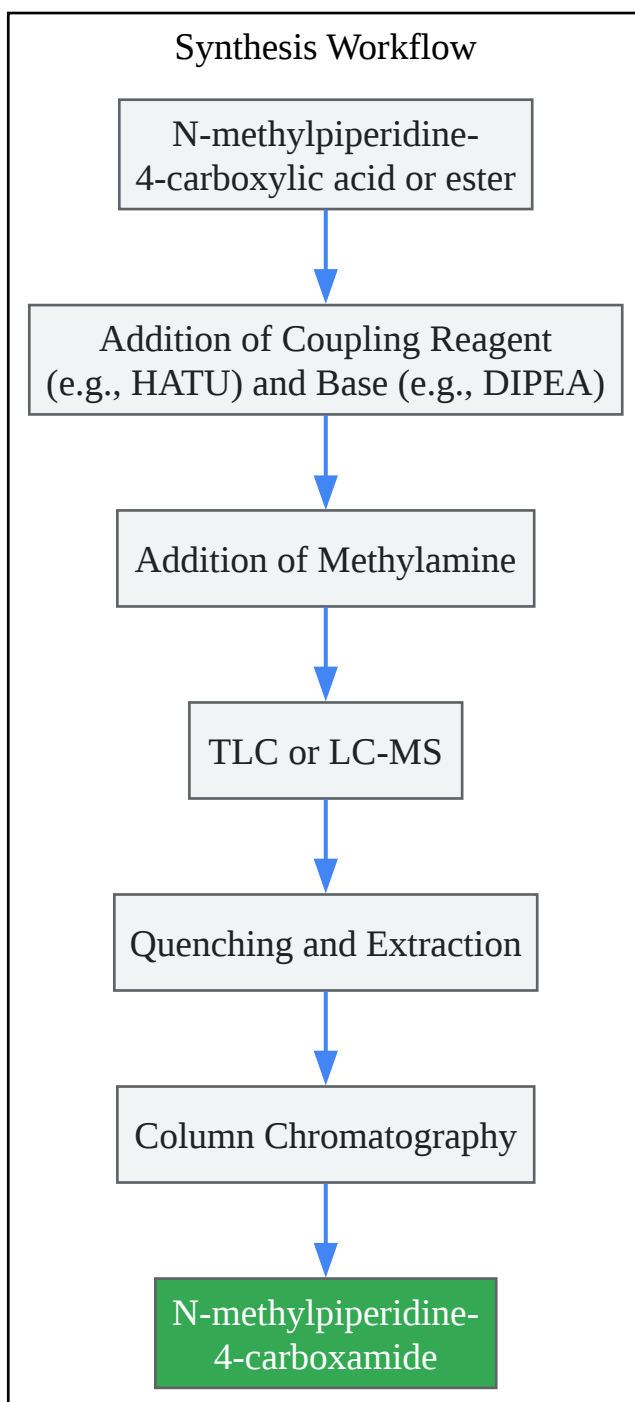 Synthesis Workflow
N-methylpiperidine-
4-carboxylic acid or ester
Addition of Coupling Reagent
(e.g., HATU) and Base (e.g., DIPEA)
Addition of Methylamine
TLC or LC-MS
Quenching and Extraction
Column Chromatography
N-methylpiperidine-
4-carboxamide